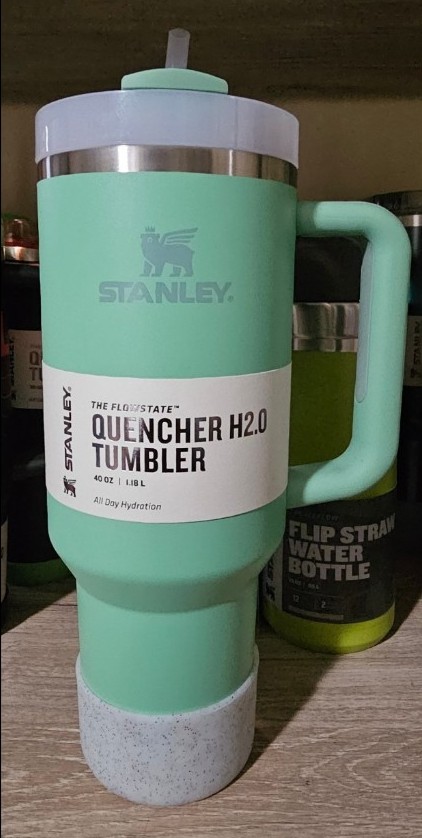 STANLEY.
STANLEY.
THE FLOWSTATE™
QUENCHER H2.0
TUMBLER
40 OZ | 1.18 L
All Day Hydration
FLIP STRAW
WATER
BOTTLE